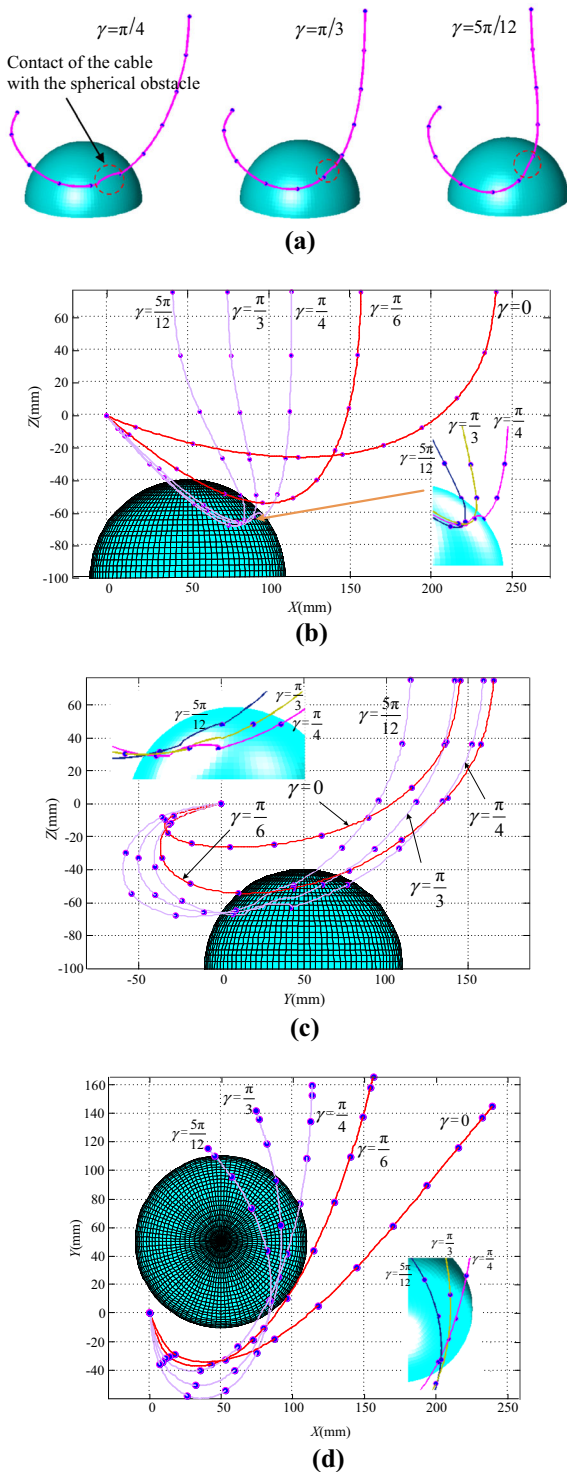 γ=π/4
γ=π/3
γ=5π/12
Contact of the cable
with the spherical obstacle
(a)
60
40
20
0
-20
-40
-60
-80
-100
Z(mm)
γ=5π/12
γ=π/3
γ=π/4
γ=π/6
γ=0
γ=π/3
γ=π/4
γ=5π/12
0
50
100
150
200
250
X(mm)
(b)
60
40
20
0
-20
-40
-60
-80
-100
Z(mm)
γ=5π/12
γ=π/3
γ=π/4
γ=5π/12
γ=0
γ=π/6
γ=π/4
γ=π/3
-50
0
50
100
150
Y(mm)
(c)
160
140
120
100
80
60
40
20
0
-20
-40
Y(mm)
γ=π/3
γ=5π/12
γ=π/4
γ=π/6
γ=0
γ=π/3
γ=π/4
γ=5π/12
0
50
100
150
200
250
X(mm)
(d)